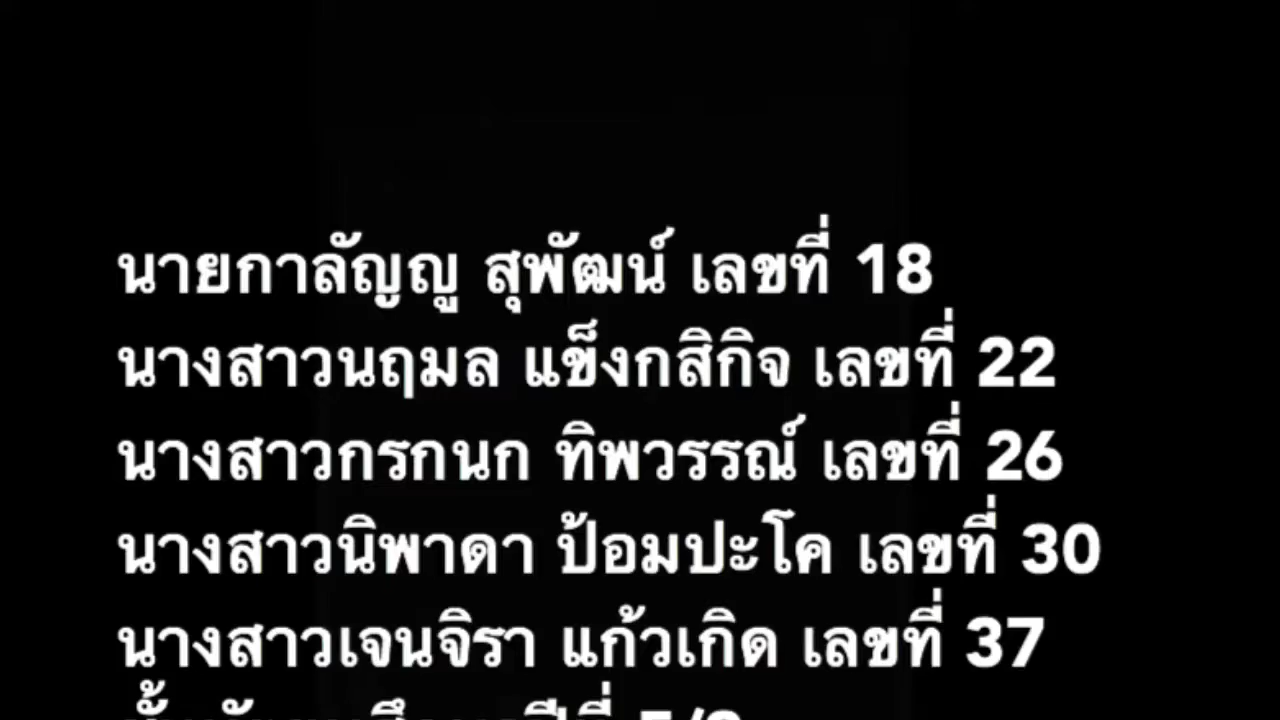 นายกาลัญญู สุพัฒน์ เลขที่ 18
นางสาวนฤมล แข็งกสิกิจ เลขที่ 22
นางสาวกรกนก ทิพวรรณ์ เลขที่ 26
นางสาวนิพาดา ป้อมปะโค เลขที่ 30
นางสาวเจนจิรา แก้วเกิด เลขที่ 37